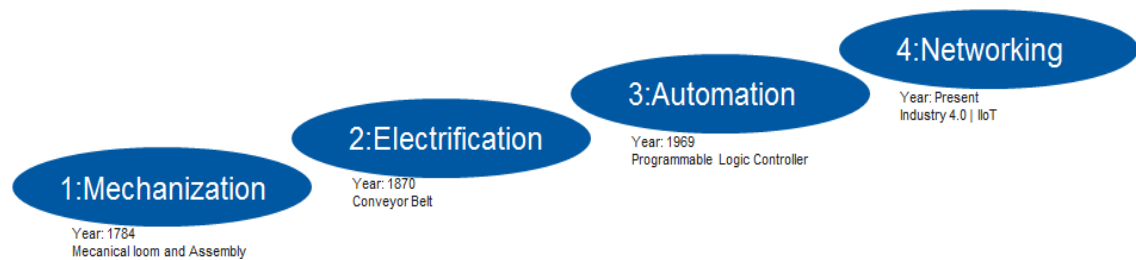 1:Mechanization
Year: 1784
Mecanical loom and Assembly
2:Electrification
Year: 1870
Conveyor Belt
3:Automation
Year: 1969
Programmable Logic Controller
4:Networking
Year: Present
Industry 4.0 | IIoT